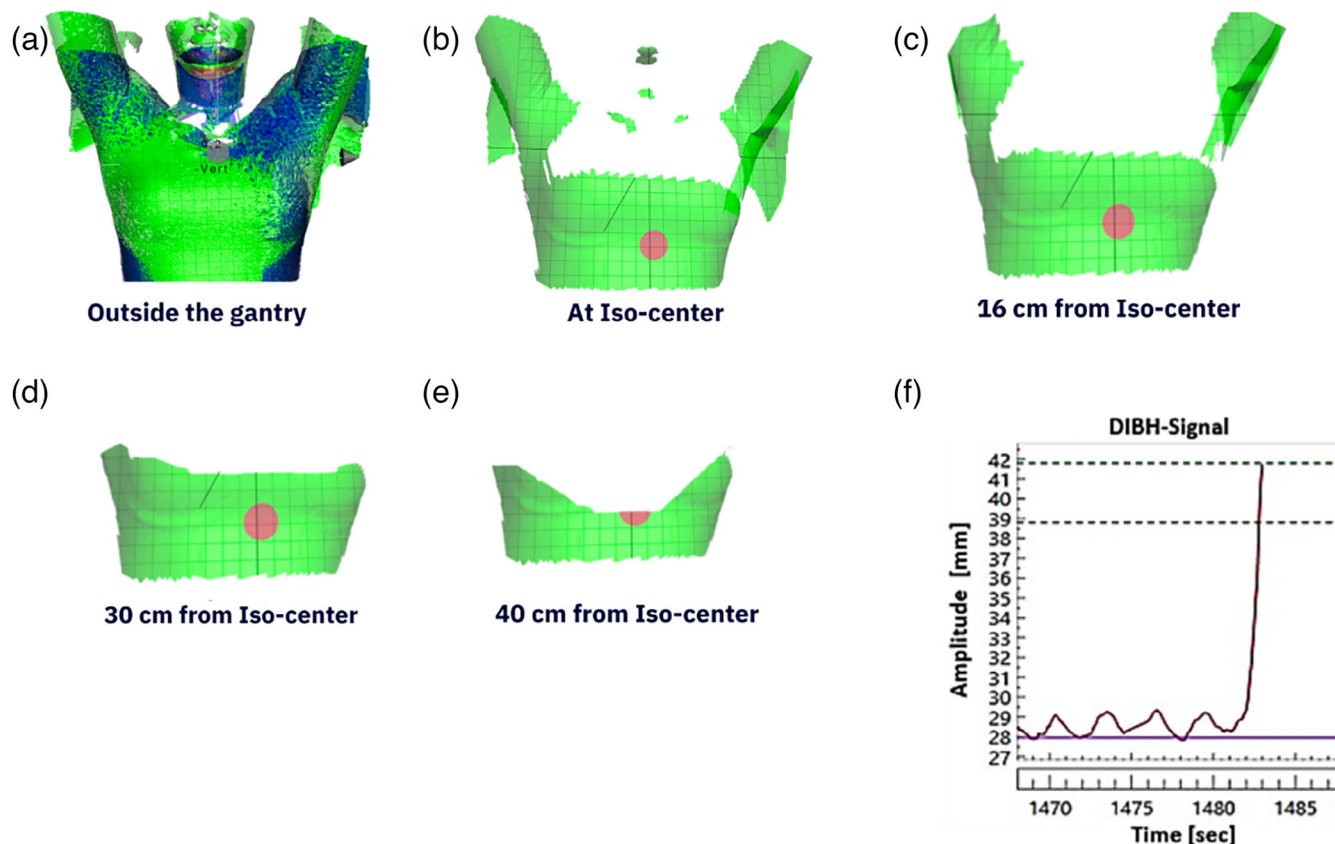 (a)
.2
-Vert
Outside the gantry
(b)
At Iso-center
(c)
16 cm from Iso-center
(d)
30 cm from Iso-center
(e)
40 cm from Iso-center
(f)
DIBH-Signal
Amplitude [mm]
42
41
40
39
38
37
36
35
34
33
32
31
30
29
28
27
1470 1475 1480 1485
Time [sec]